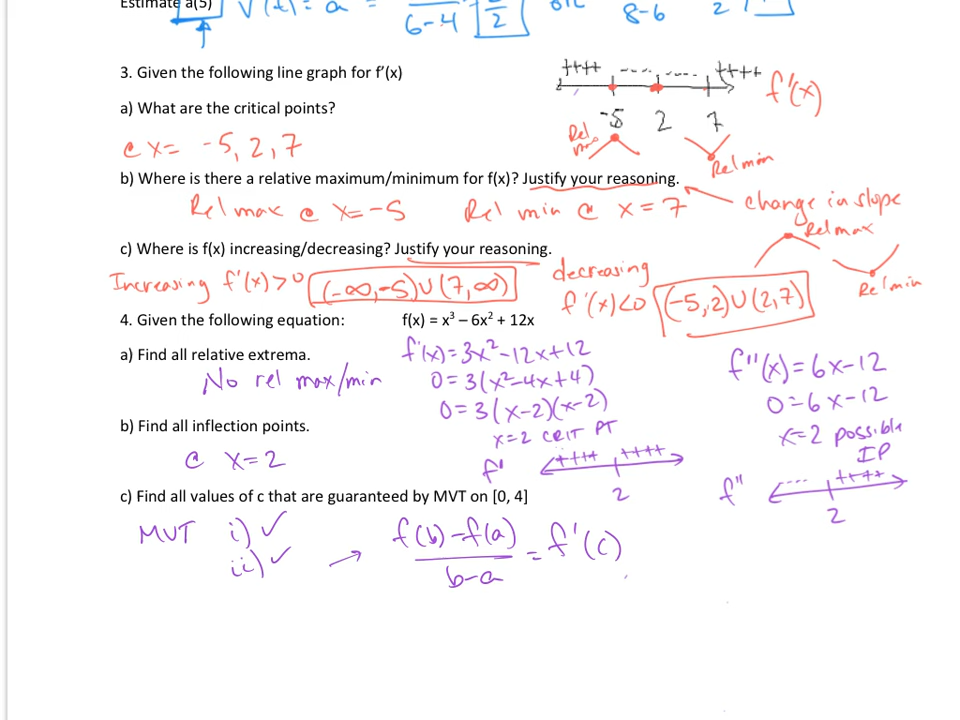 Estimate a(5)
V'(t) = a =
6-4
2
8-6
2
3. Given the following line graph for f'(x)
++++ ---- ---- ++++ f'(x)
-5 2 7
a) What are the critical points?
Rel
Rel min
@ x= -5, 2, 7
b) Where is there a relative maximum/minimum for f(x)? Justify your reasoning.
Rel max @ x=-5 Rel min @ x=7 change in slope
Rel max
Rel min
c) Where is f(x) increasing/decreasing? Justify your reasoning.
Increasing f'(x)>0 (-∞,-5)∪(7,∞)
decreasing
f'(x)<0 (-5,2)∪(2,7)
4. Given the following equation: f(x) = x³ – 6x² + 12x
a) Find all relative extrema.
No rel max/min
f'(x)=3x²-12x+12
0=3(x²-4x+4)
0=3(x-2)(x-2)
x=2 CRIT PT
f' ++++ ++++
2
f"(x)=6x-12
0=6x-12
x=2 possible
IP
f" ---- ++++
2
b) Find all inflection points.
@ x=2
c) Find all values of c that are guaranteed by MVT on [0, 4]
MVT i) ✓
ii) ✓
→ f(b)-f(a) = f'(c)
b-a